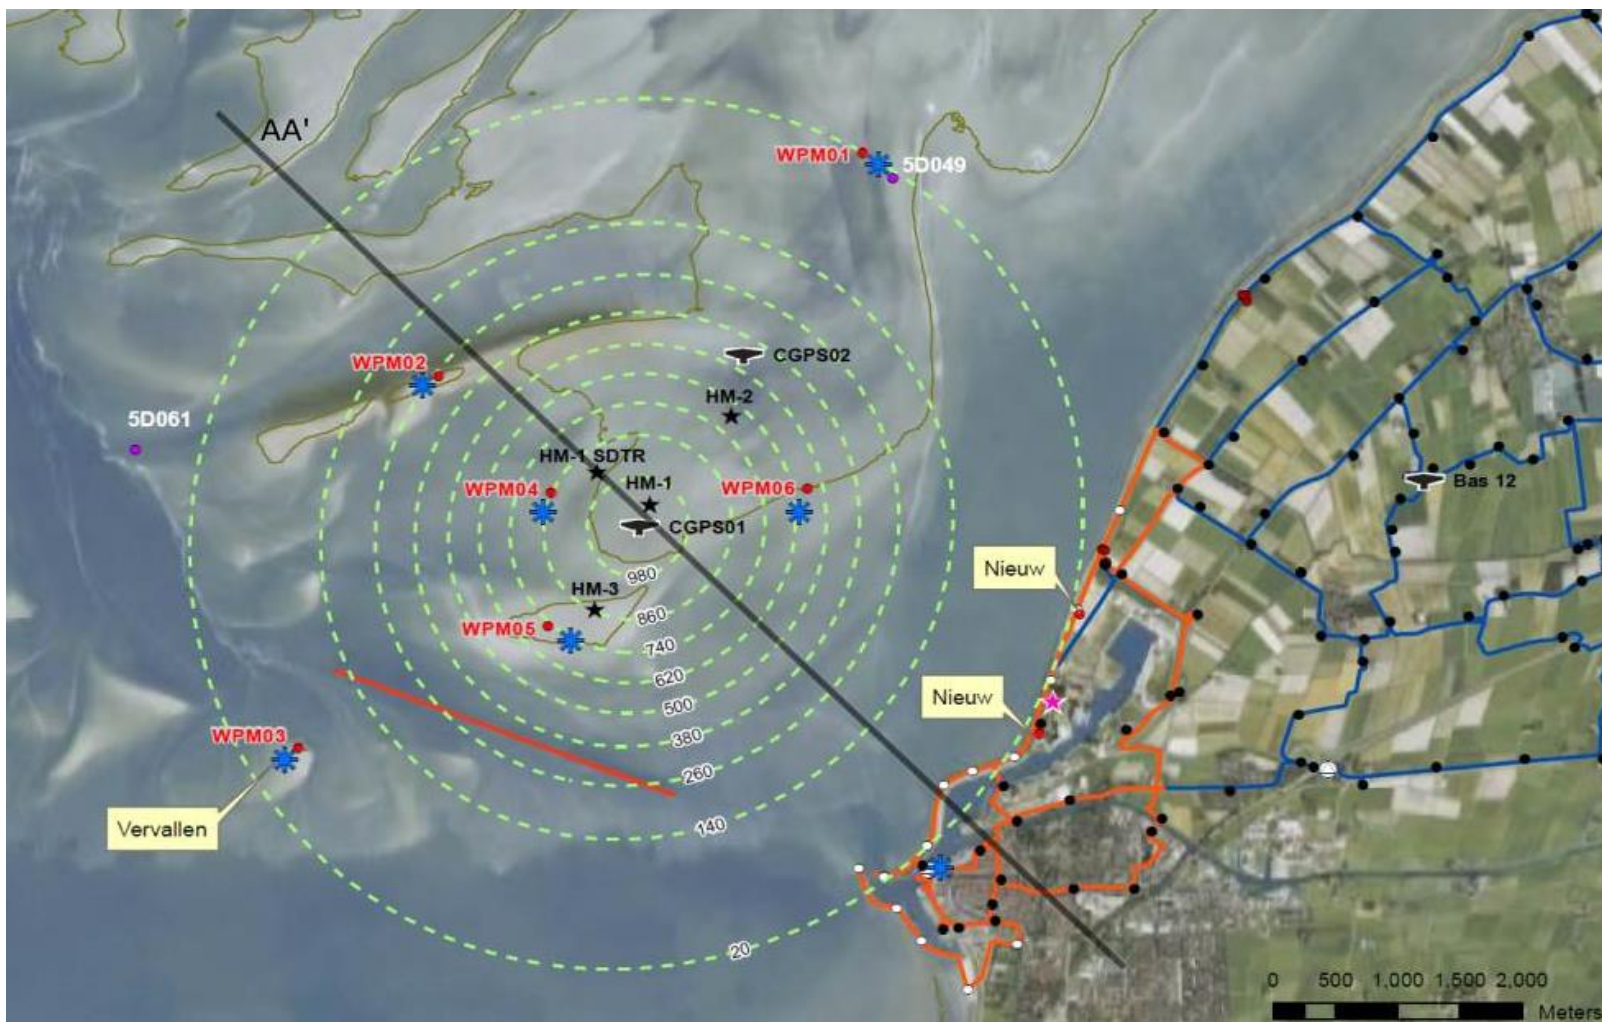 AA'
WPM01
5D049
CGPS02
WPM02
HM-2
5D061
HM-1 SDTR
WPM04
HM-1
WPM06
Bas 12
CGPS01
Nieuw
980
HM-3
860
WPM05
740
620
Nieuw
500
380
WPM03
260
Vervallen
140
20
0 500 1,000 1,500 2,000
Meters